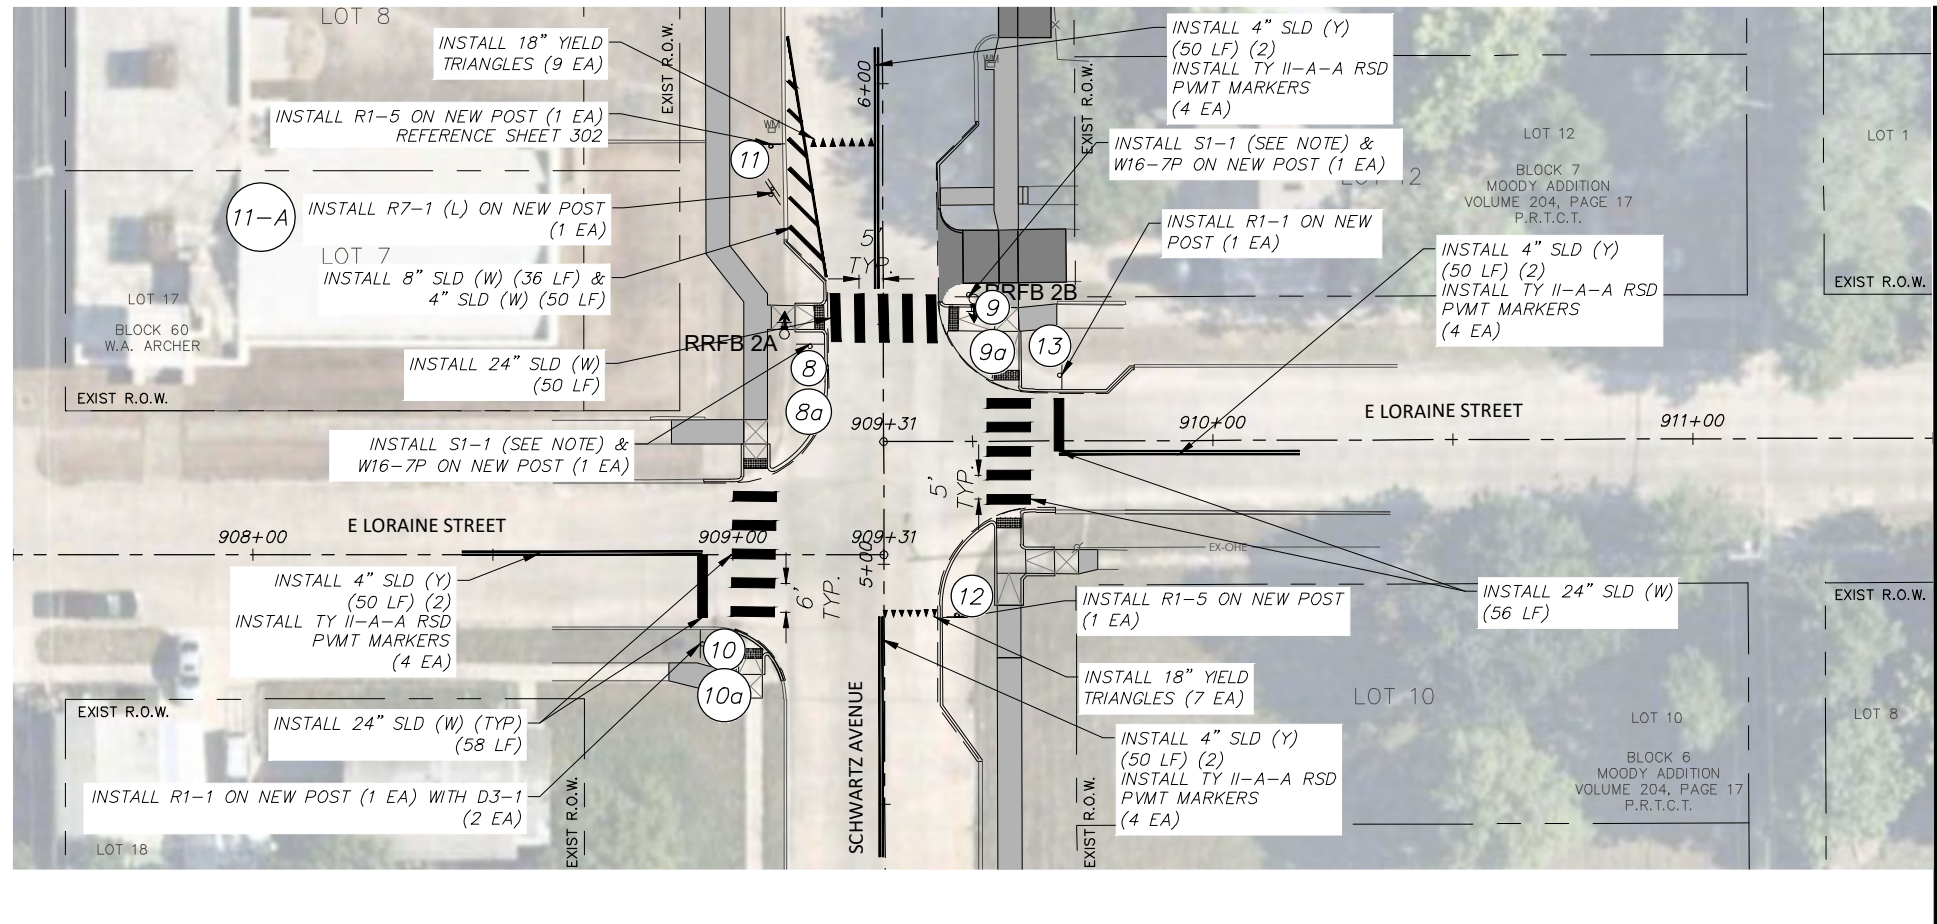 LOT 8
INSTALL 18" YIELD
TRIANGLES (9 EA)
EXIST R.O.W.
INSTALL R1-5 ON NEW POST (1 EA)
REFERENCE SHEET 302
WM
11
11-A
INSTALL R7-1 (L) ON NEW POST
(1 EA)
LOT 7
INSTALL 8" SLD (W) (36 LF) &
4" SLD (W) (50 LF)
LOT 17
BLOCK 60
W.A. ARCHER
RRFB 2A
INSTALL 24" SLD (W)
(50 LF)
EXIST R.O.W.
8
8a
INSTALL S1-1 (SEE NOTE) &
W16-7P ON NEW POST (1 EA)
6+00
5'
TYP.
WM
INSTALL 4" SLD (Y)
(50 LF) (2)
INSTALL TY II-A-A RSD
PVMT MARKERS
(4 EA)
EXIST R.O.W.
INSTALL S1-1 (SEE NOTE) &
W16-7P ON NEW POST (1 EA)
LOT 12
LOT 12
BLOCK 7
MOODY ADDITION
VOLUME 204, PAGE 17
P.R.T.C.T.
LOT 1
INSTALL R1-1 ON NEW
POST (1 EA)
INSTALL 4" SLD (Y)
(50 LF) (2)
INSTALL TY II-A-A RSD
PVMT MARKERS
(4 EA)
EXIST R.O.W.
RRFB 2B
9
9a
13
909+31
910+00
E LORAINE STREET
911+00
5'
TYP.
E LORAINE STREET
908+00
909+00
909+31
5+00
EX-OHE
INSTALL 4" SLD (Y)
(50 LF) (2)
INSTALL TY II-A-A RSD
PVMT MARKERS
(4 EA)
6'
TYP.
12
INSTALL R1-5 ON NEW POST
(1 EA)
INSTALL 24" SLD (W)
(56 LF)
EXIST R.O.W.
10
10a
INSTALL 18" YIELD
TRIANGLES (7 EA)
LOT 10
EXIST R.O.W.
INSTALL 24" SLD (W) (TYP)
(58 LF)
SCHWARTZ AVENUE
INSTALL 4" SLD (Y)
(50 LF) (2)
INSTALL TY II-A-A RSD
PVMT MARKERS
(4 EA)
LOT 10
BLOCK 6
MOODY ADDITION
VOLUME 204, PAGE 17
P.R.T.C.T.
LOT 8
INSTALL R1-1 ON NEW POST (1 EA) WITH D3-1
(2 EA)
EXIST R.O.W.
EXIST R.O.W.
LOT 18